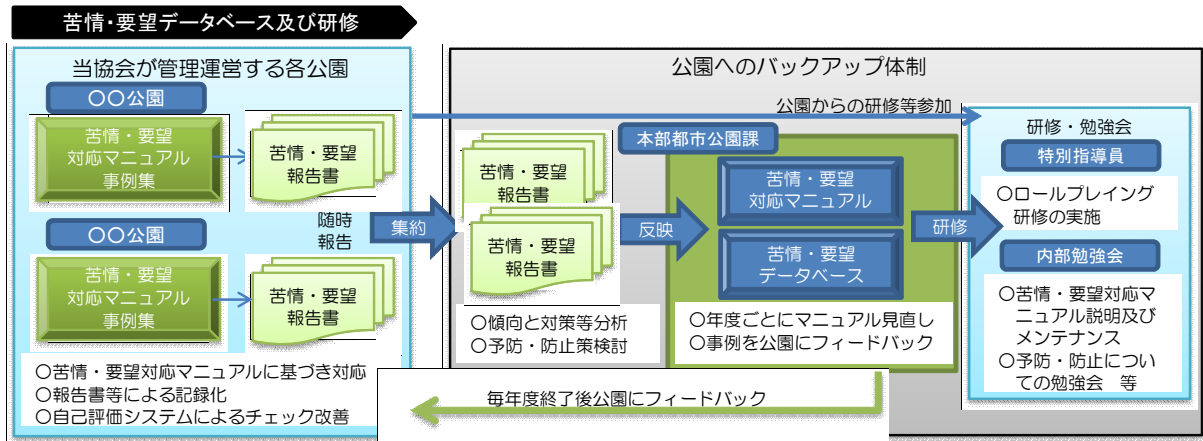 苦情・要望データベース及び研修
当協会が管理運営する各公園
〇〇公園
苦情・要望
対応マニュアル
事例集
苦情・要望
報告書
〇〇公園
苦情・要望
対応マニュアル
事例集
苦情・要望
報告書
随時
報告
集約
〇苦情・要望対応マニュアルに基づき対応
〇報告書等による記録化
〇自己評価システムによるチェック改善
公園へのバックアップ体制
公園からの研修等参加
苦情・要望
報告書
苦情・要望
報告書
〇傾向と対策等分析
〇予防・防止策検討
反映
本部都市公園課
苦情・要望
対応マニュアル
苦情・要望
データベース
〇年度ごとにマニュアル見直し
〇事例を公園にフィードバック
研修
研修・勉強会
特別指導員
〇ロールプレイング
研修の実施
内部勉強会
〇苦情・要望対応マ
ニュアル説明及び
メンテナンス
〇予防・防止につい
ての勉強会　等
毎年度終了後公園にフィードバック